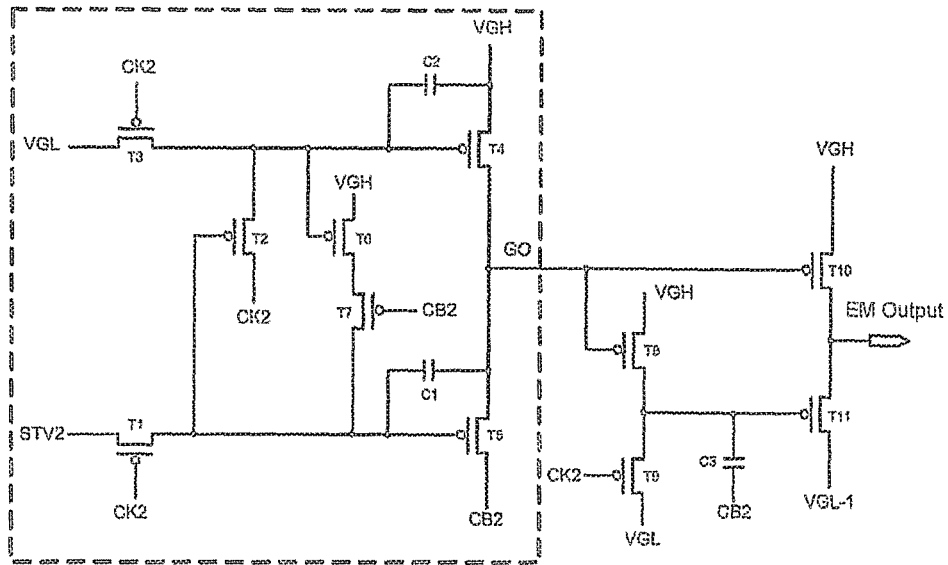 VGH
C2
CK2
VGL
T3
T4
VGH
VGH
T2
T6
GO
T10
VGH
CK2
T7
CB2
EM Output
T8
C1
T1
STV2
T5
T11
C3
CK2
T9
CK2
CB2
CB2
VGL-1
VGL